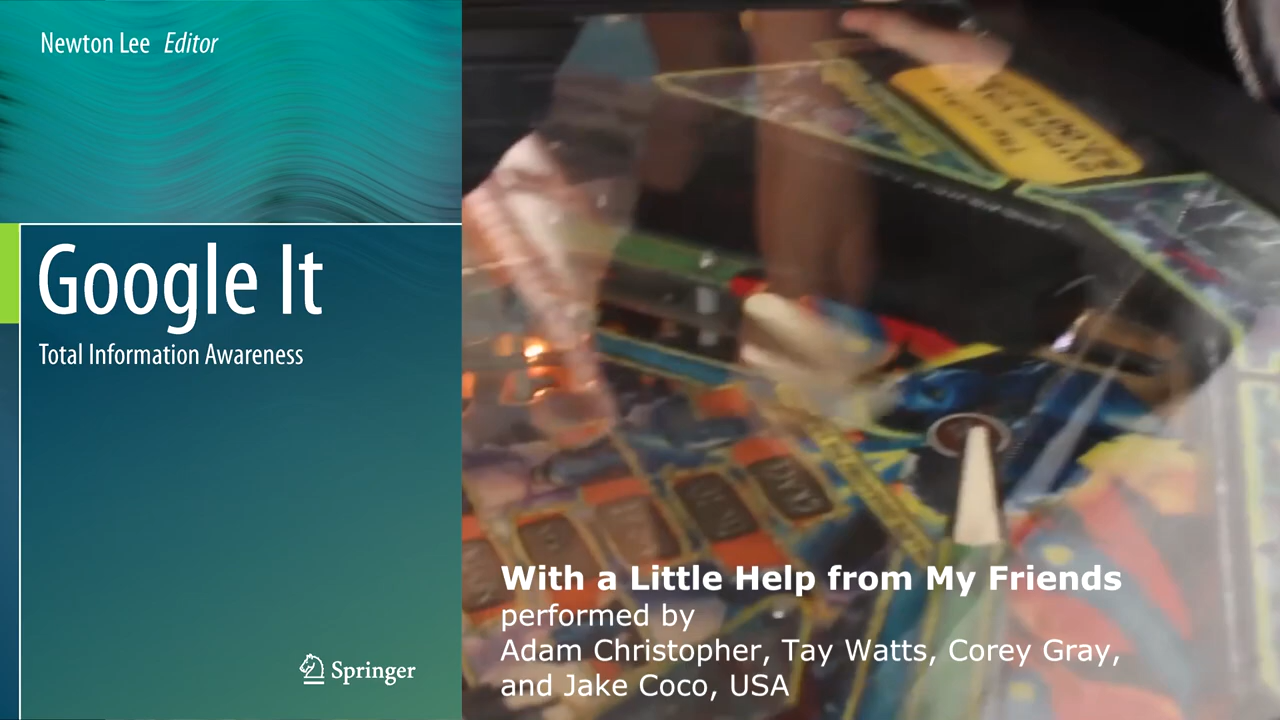 Newton Lee Editor
Google It
Total Information Awareness
Springer
With a Little Help from My Friends
performed by
Adam Christopher, Tay Watts, Corey Gray,
and Jake Coco, USA